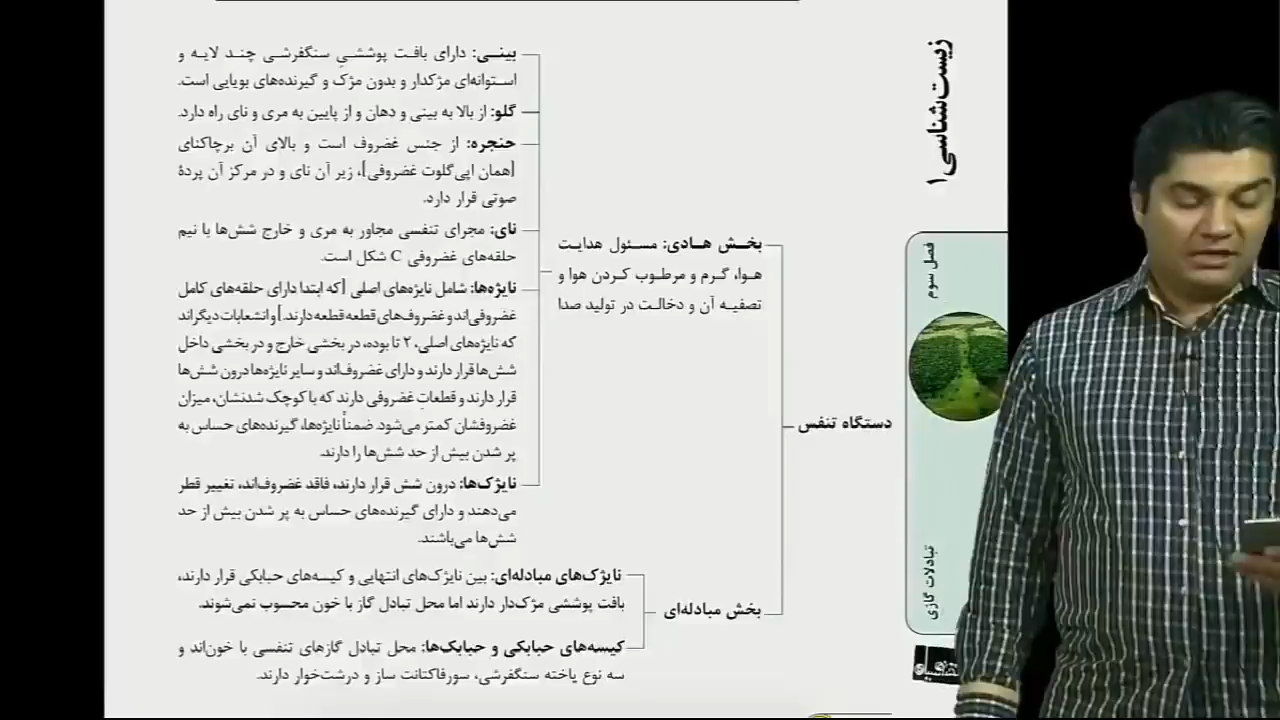 زیست‌شناسی ۱
فصل سوم
تبادلات گازی
دستگاه تنفس
بخش هادی: مسئول هدایت
هوا، گرم و مرطوب کردن هوا و
تصفیه آن و دخالت در تولید صدا
بینی: دارای بافت پوششیِ سنگفرشی چند لایه و
استوانه‌ای مژکدار و بدون مژک و گیرنده‌های بویایی است.
گلو: از بالا به بینی و دهان و از پایین به مری و نای راه دارد.
حنجره: از جنس غضروف است و بالای آن برچاکنای
[همان اپی‌گلوت غضروفی]، زیر آن نای و در مرکز آن پردهٔ
صوتی قرار دارد.
نای: مجرای تنفسی مجاور به مری و خارج شش‌ها با نیم
حلقه‌های غضروفی C شکل است.
نایژه‌ها: شامل نایژه‌های اصلی [که ابتدا دارای حلقه‌های کامل
غضروفی‌اند و غضروف‌های قطعه قطعه دارند.] و انشعابات دیگراند
که نایژه‌های اصلی، ۲ تا بوده، در بخشی خارج و در بخشی داخل
شش‌ها قرار دارند و دارای غضروف‌اند و سایر نایژه‌ها درون شش‌ها
قرار دارند و قطعاتِ غضروفی دارند که با کوچک شدنشان، میزان
غضروفشان کمتر می‌شود. ضمناً نایژه‌ها، گیرنده‌های حساس به
پر شدن بیش از حد شش‌ها را دارند.
نایژک‌ها: درون شش قرار دارند، فاقد غضروف‌اند، تغییر قطر
می‌دهند و دارای گیرنده‌های حساس به پر شدن بیش از حد
شش‌ها می‌باشند.
بخش مبادله‌ای
نایژک‌های مبادله‌ای: بین نایژک‌های انتهایی و کیسه‌های حبابکی قرار دارند،
بافت پوششی مژک‌دار دارند اما محل تبادل گاز با خون محسوب نمی‌شوند.
کیسه‌های حبابکی و حبابک‌ها: محل تبادل گازهای تنفسی با خون‌اند و
سه نوع یاخته سنگفرشی، سورفاکتانت ساز و درشت‌خوار دارند.